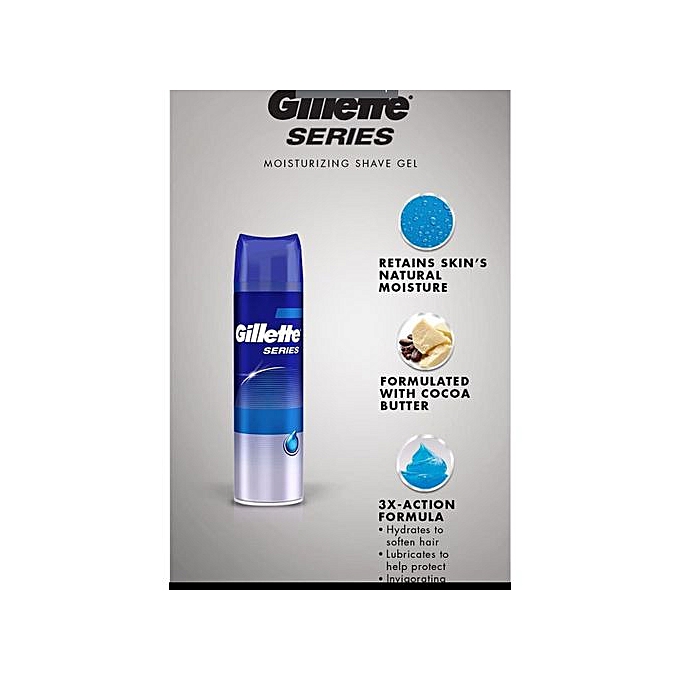 Gillette
SERIES
MOISTURIZING SHAVE GEL
RETAINS SKIN'S
NATURAL
MOISTURE
Gillette
SERIES
FORMULATED
WITH COCOA
BUTTER
3X-ACTION
FORMULA
• Hydrates to
soften hair
• Lubricates to
help protect
• Invigorating